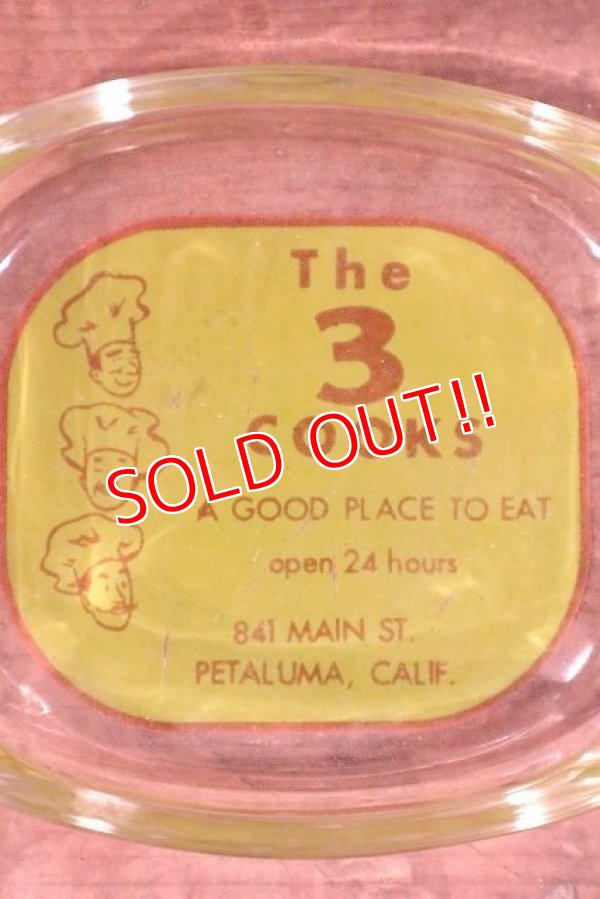 The
3
COOKS
SOLD OUT!!
A GOOD PLACE TO EAT
open 24 hours
841 MAIN ST.
PETALUMA, CALIF.